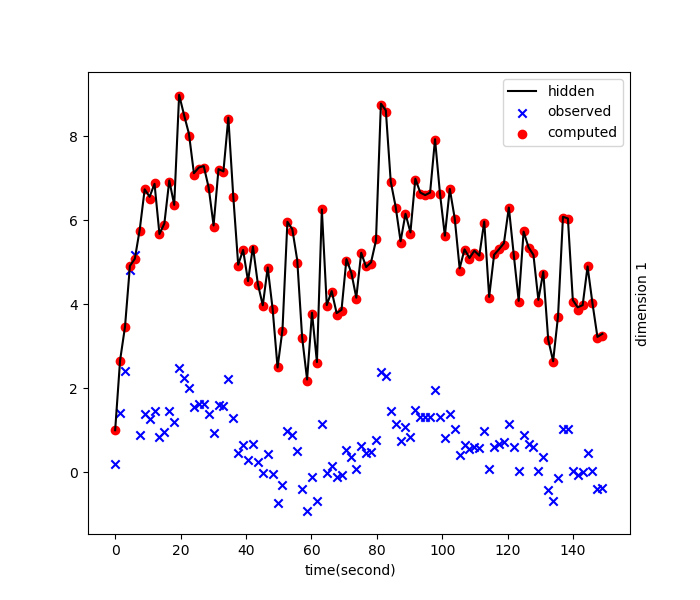 hidden
observed
computed
8
6
4
2
0
0 20 40 60 80 100 120 140
time(second)
dimension 1